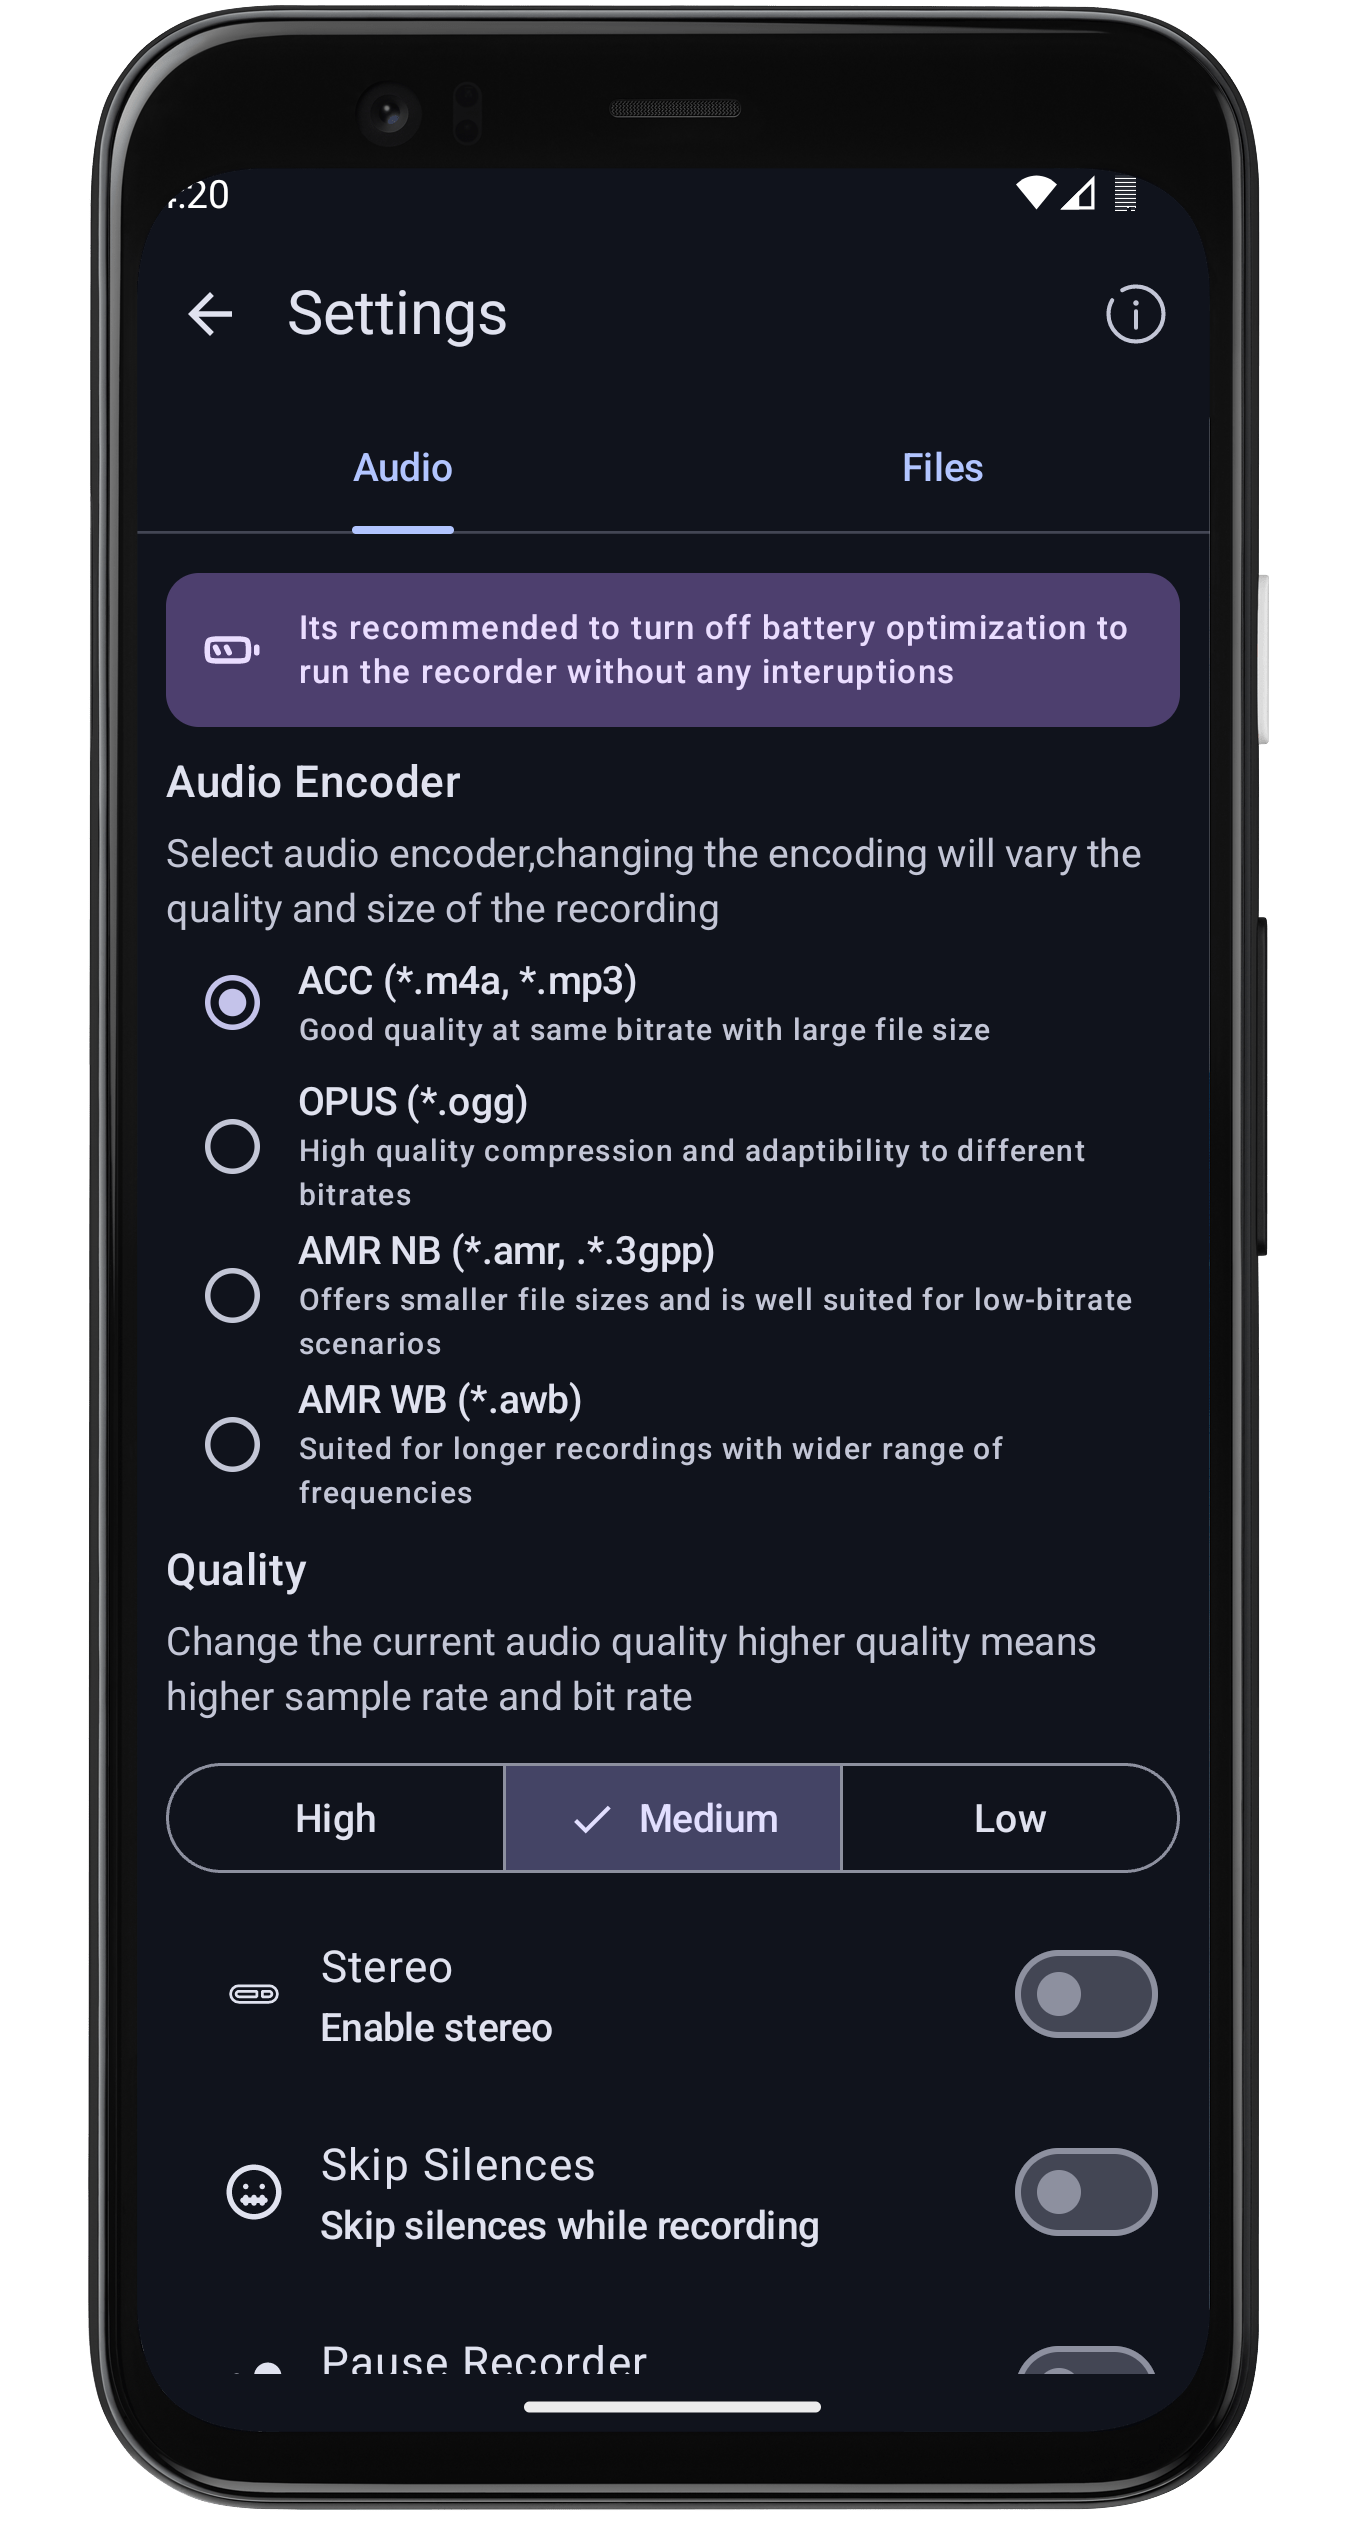 :20
Settings
Audio
Files
Its recommended to turn off battery optimization to
run the recorder without any interuptions
Audio Encoder
Select audio encoder,changing the encoding will vary the
quality and size of the recording
ACC (*.m4a, *.mp3)
Good quality at same bitrate with large file size
OPUS (*.ogg)
High quality compression and adaptibility to different
bitrates
AMR NB (*.amr, .*.3gpp)
Offers smaller file sizes and is well suited for low-bitrate
scenarios
AMR WB (*.awb)
Suited for longer recordings with wider range of
frequencies
Quality
Change the current audio quality higher quality means
higher sample rate and bit rate
High
Medium
Low
Stereo
Enable stereo
Skip Silences
Skip silences while recording
Pause Recorder